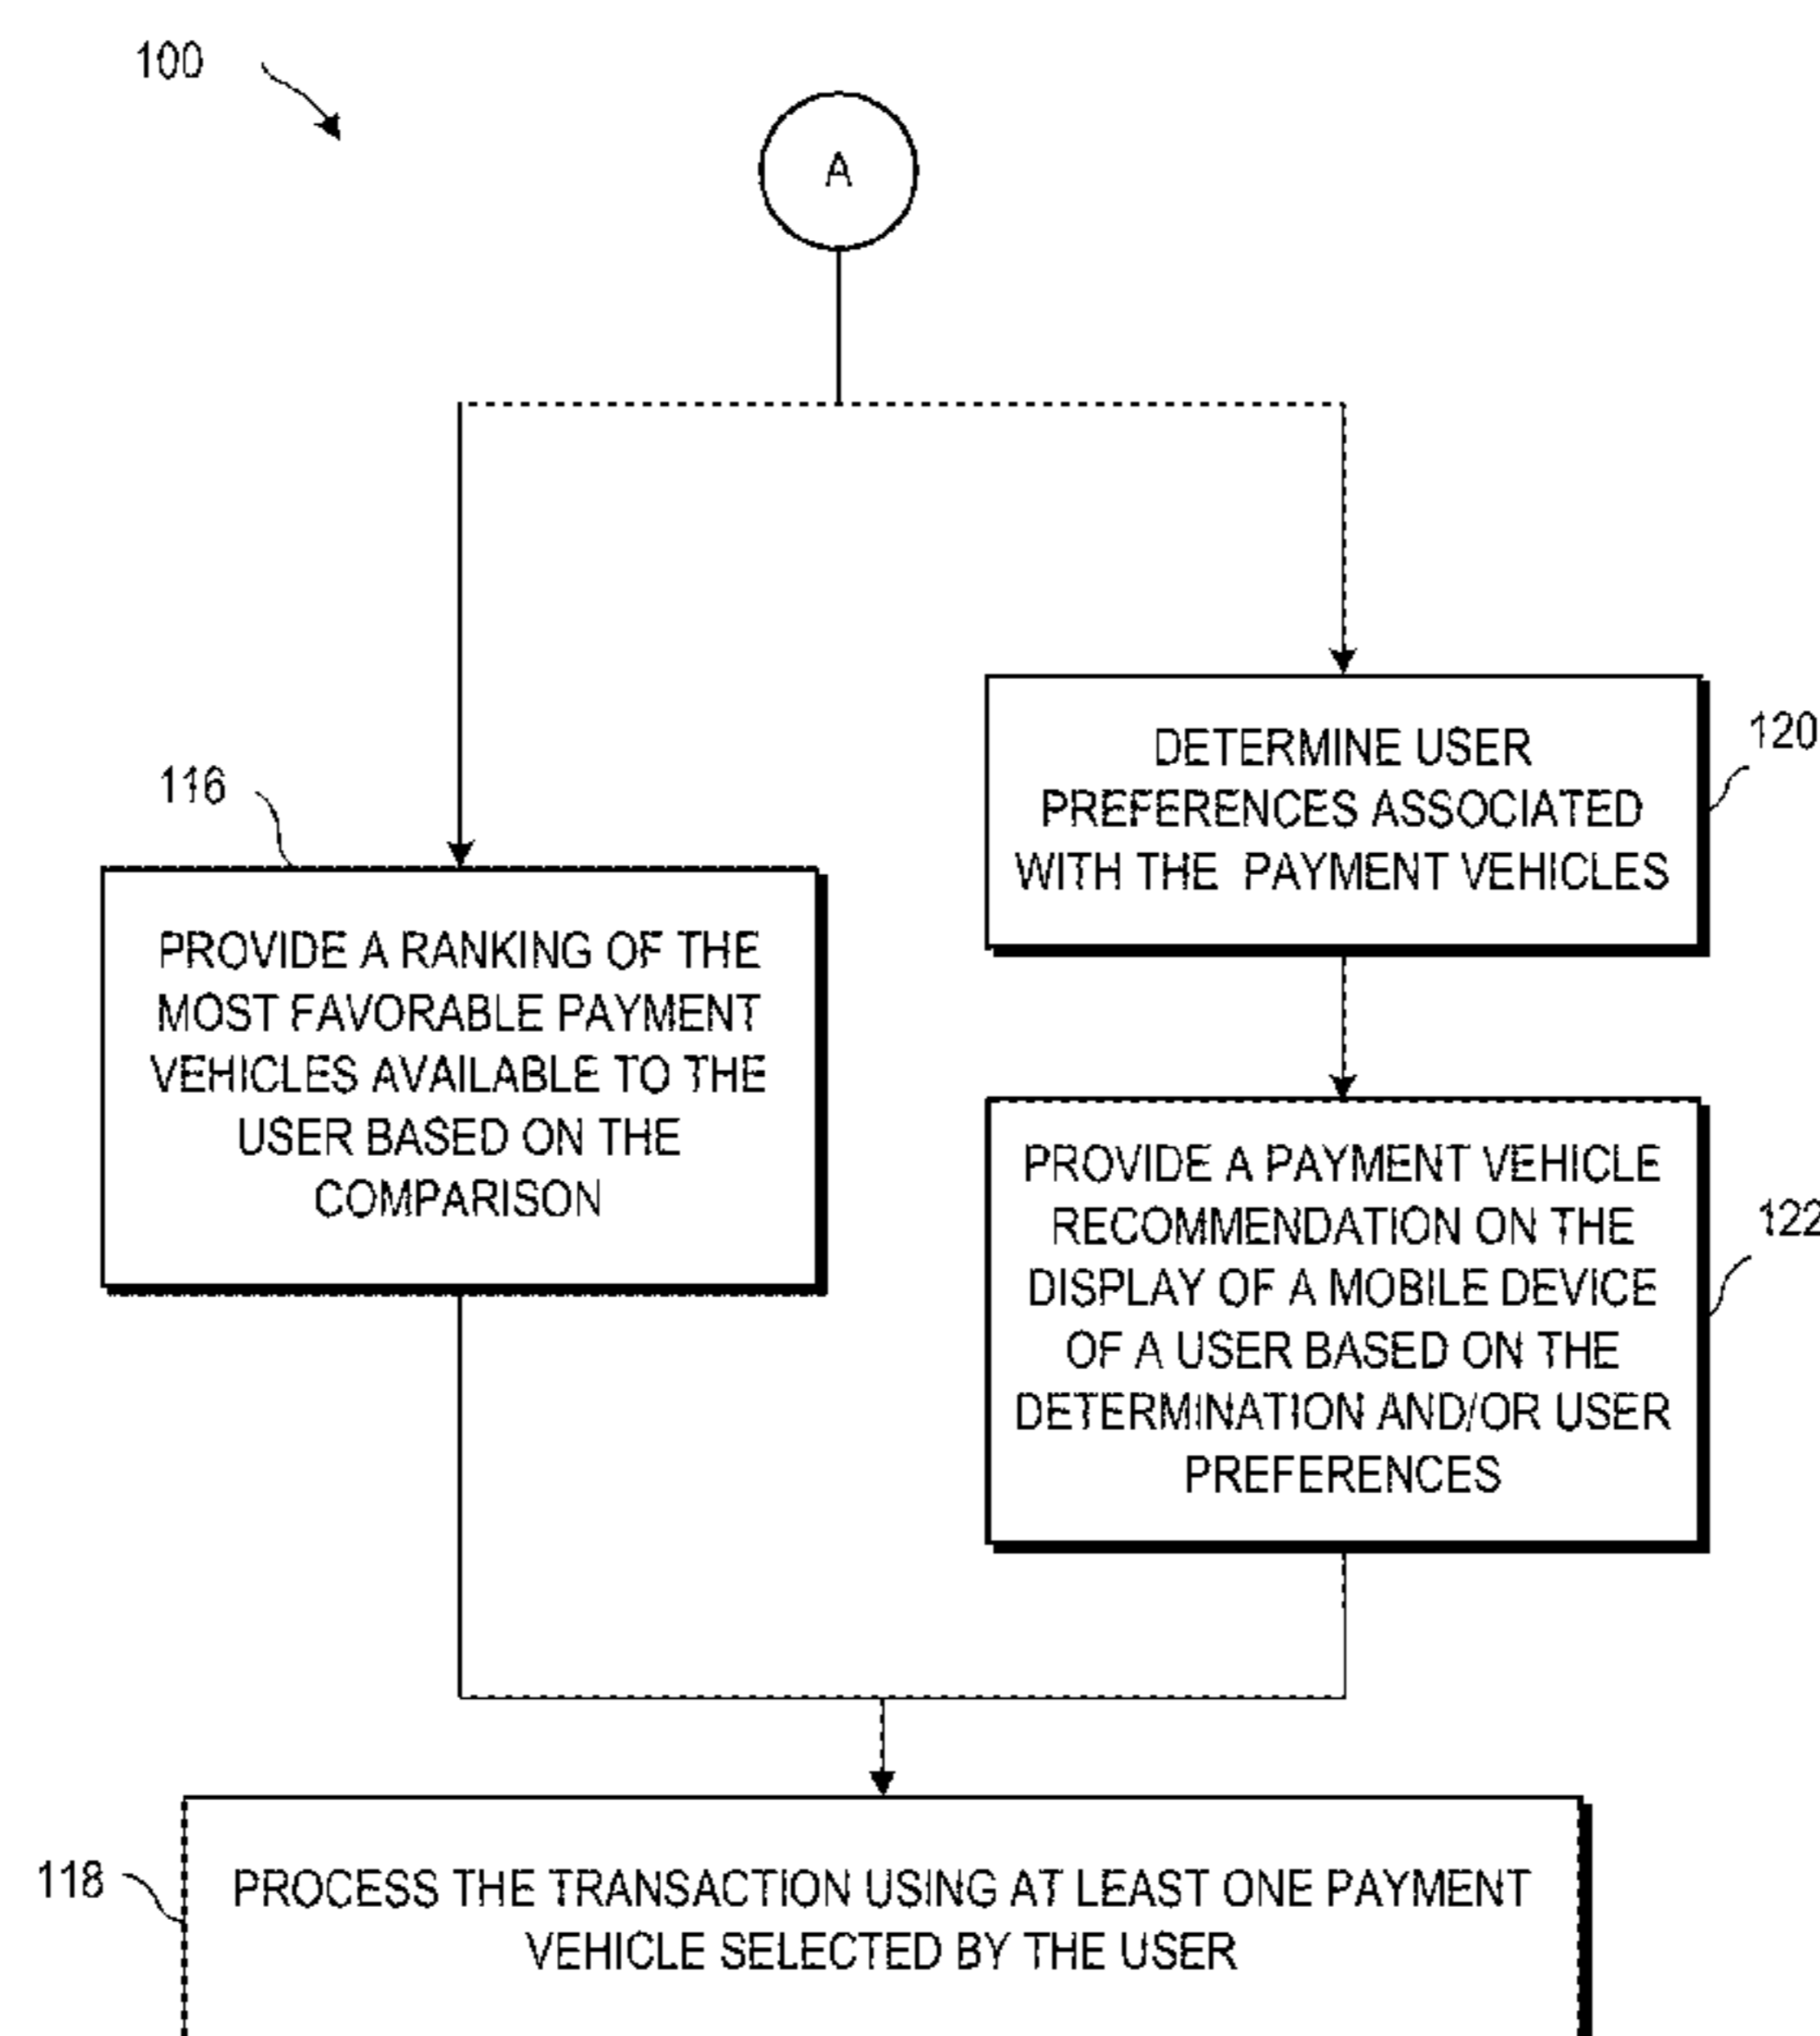 100
A
116
PROVIDE A RANKING OF THE
MOST FAVORABLE PAYMENT
VEHICLES AVAILABLE TO THE
USER BASED ON THE
COMPARISON
120
DETERMINE USER
PREFERENCES ASSOCIATED
WITH THE PAYMENT VEHICLES
122
PROVIDE A PAYMENT VEHICLE
RECOMMENDATION ON THE
DISPLAY OF A MOBILE DEVICE
OF A USER BASED ON THE
DETERMINATION AND/OR USER
PREFERENCES
118
PROCESS THE TRANSACTION USING AT LEAST ONE PAYMENT
VEHICLE SELECTED BY THE USER